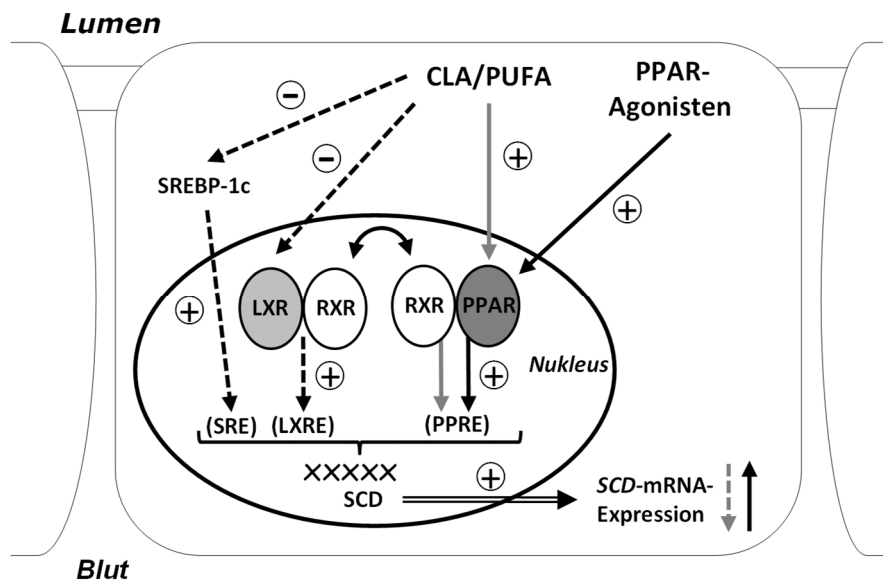 Lumen
CLA/PUFA
PPAR-
Agonisten
SREBP-1c
LXR
RXR
RXR
PPAR
Nukleus
(SRE)
(LXRE)
(PPRE)
XXXXX
SCD
SCD-mRNA-
Expression
Blut